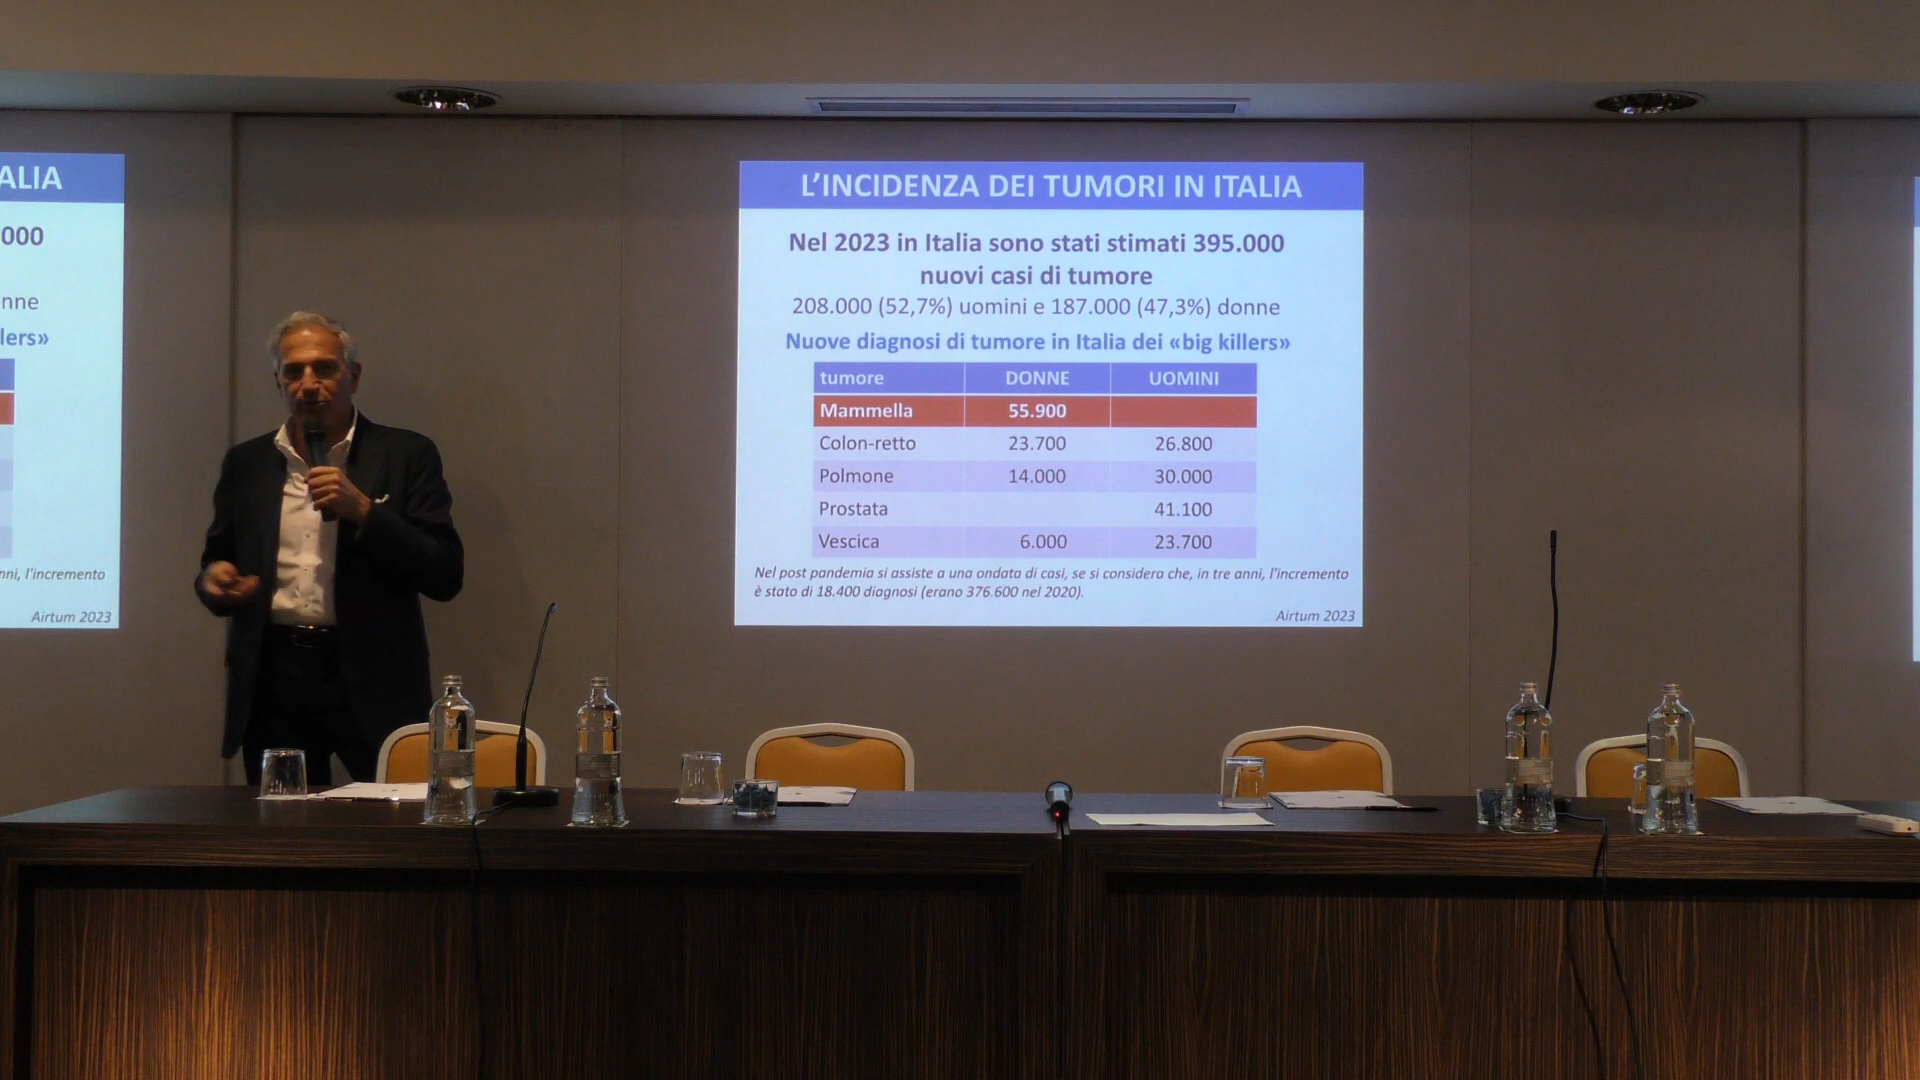 ALIA
000
nne
lers»
nni, l'incremento
Airtum 2023
L'INCIDENZA DEI TUMORI IN ITALIA
Nel 2023 in Italia sono stati stimati 395.000
nuovi casi di tumore
208.000 (52,7%) uomini e 187.000 (47,3%) donne
Nuove diagnosi di tumore in Italia dei «big killers»
tumore DONNE UOMINI
Mammella 55.900
Colon-retto 23.700 26.800
Polmone 14.000 30.000
Prostata 41.100
Vescica 6.000 23.700
Nel post pandemia si assiste a una ondata di casi, se si considera che, in tre anni, l'incremento
è stato di 18.400 diagnosi (erano 376.600 nel 2020).
Airtum 2023